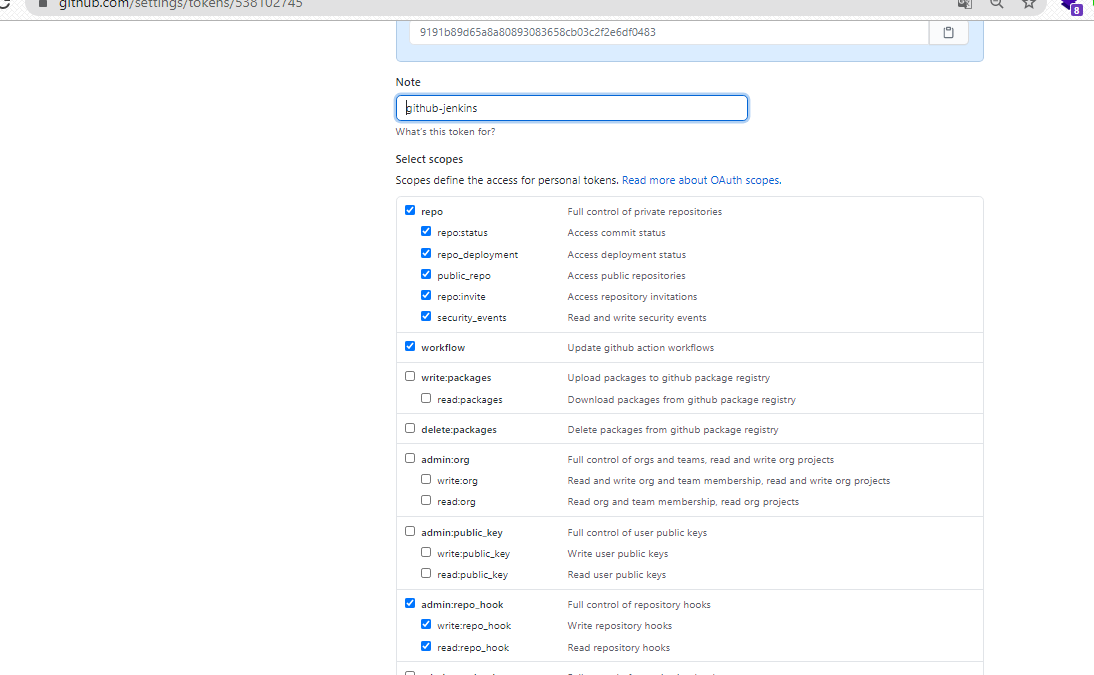 github.com/settings/tokens/538102745
8
9191b89d65a8a80893083658cb03c2f2e6df0483
Note
github-jenkins
What's this token for?
Select scopes
Scopes define the access for personal tokens. Read more about OAuth scopes.
repo Full control of private repositories
repo:status Access commit status
repo_deployment Access deployment status
public_repo Access public repositories
repo:invite Access repository invitations
security_events Read and write security events
workflow Update github action workflows
write:packages Upload packages to github package registry
read:packages Download packages from github package registry
delete:packages Delete packages from github package registry
admin:org Full control of orgs and teams, read and write org projects
write:org Read and write org and team membership, read and write org projects
read:org Read org and team membership, read org projects
admin:public_key Full control of user public keys
write:public_key Write user public keys
read:public_key Read user public keys
admin:repo_hook Full control of repository hooks
write:repo_hook Write repository hooks
read:repo_hook Read repository hooks